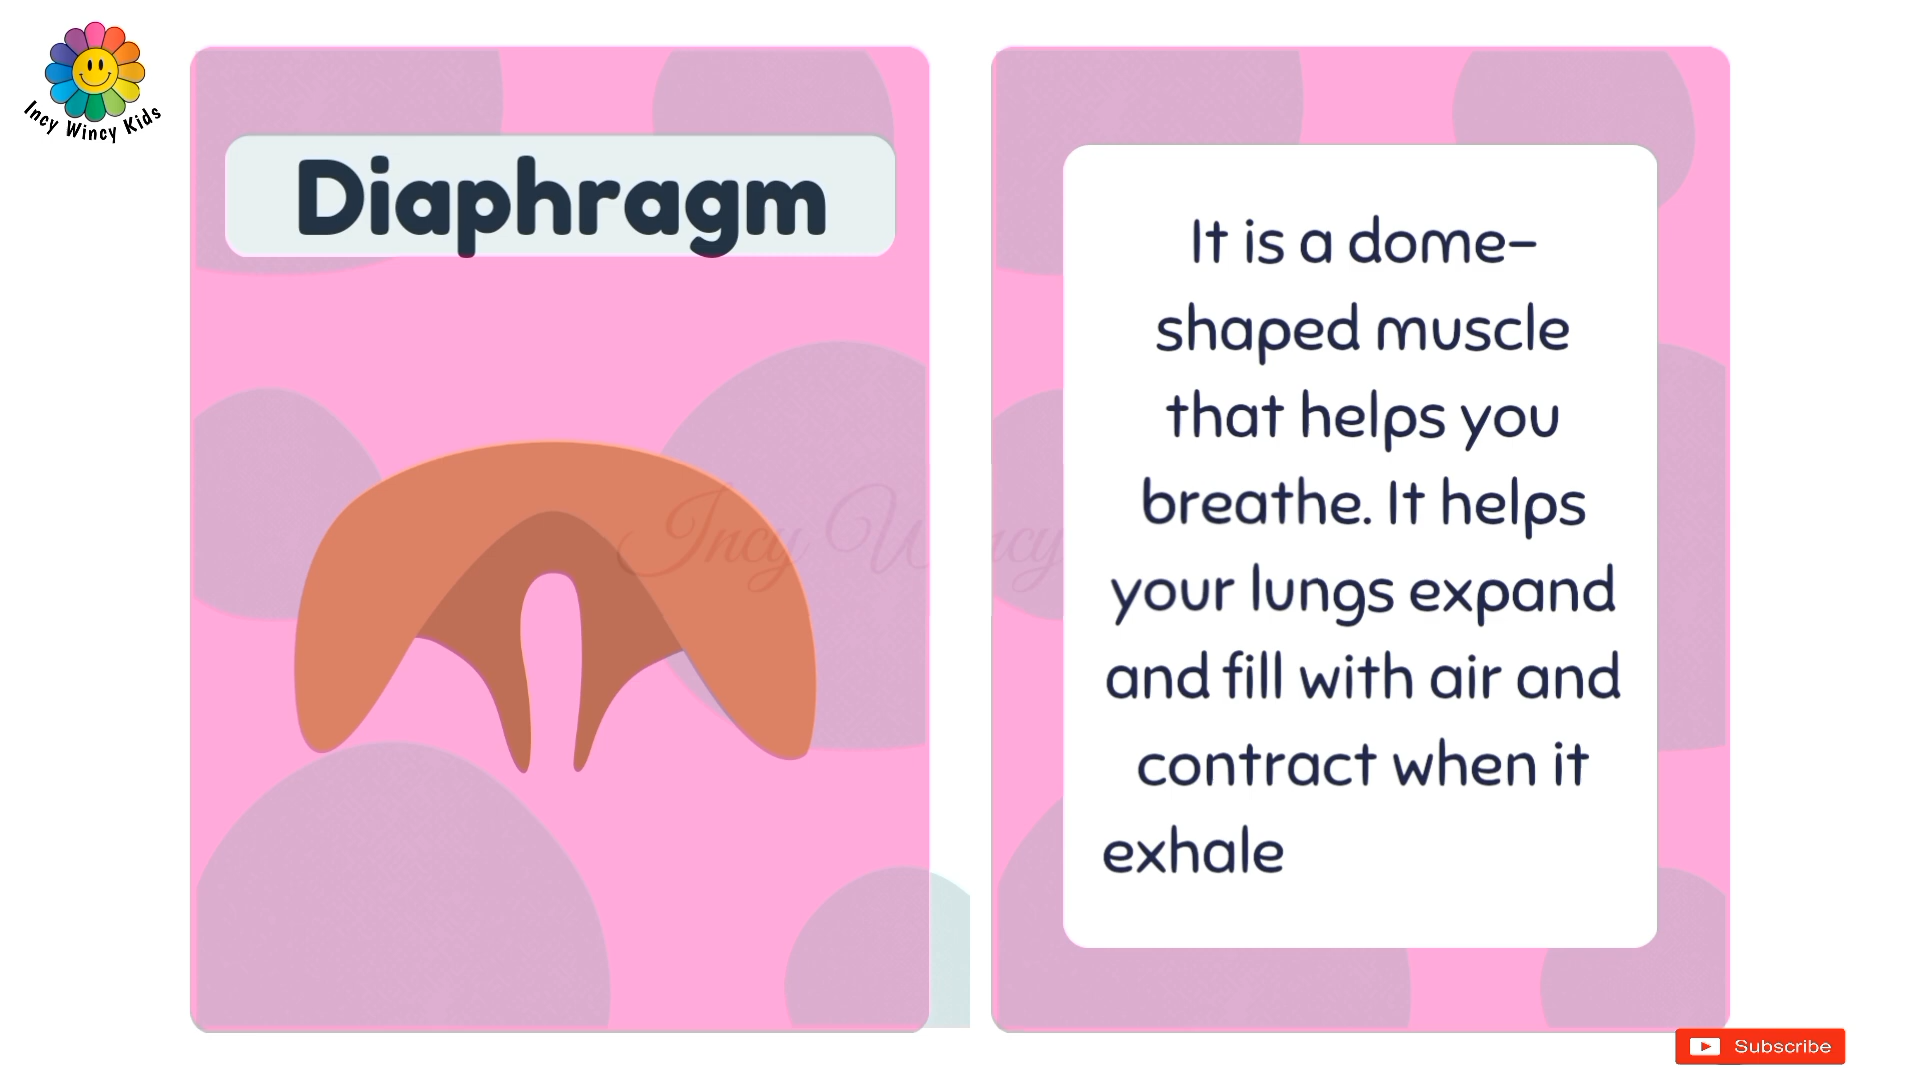 Incy Wincy Kids
Diaphragm
It is a dome-
shaped muscle
that helps you
breathe. It helps
your lungs expand
and fill with air and
contract when it
exhale
Incy Wincy
Subscribe